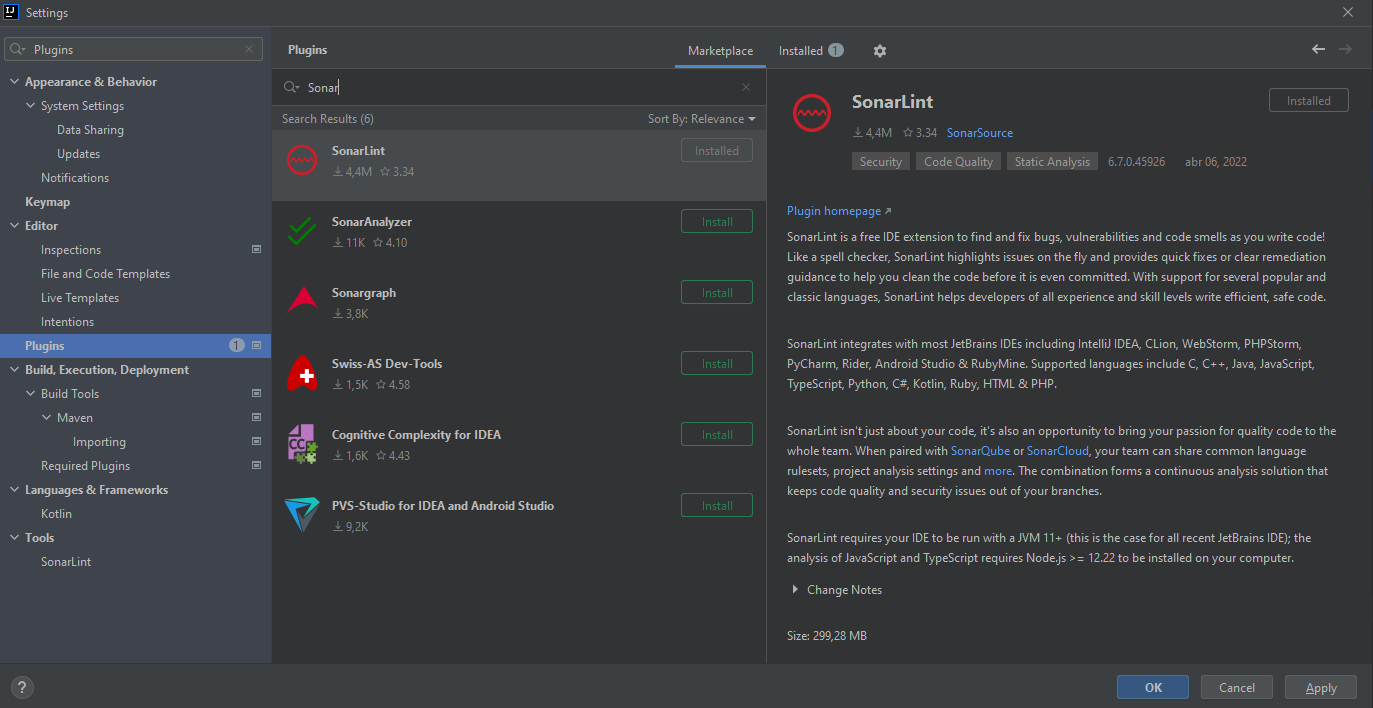 IJ
Settings
Plugins
Appearance & Behavior
System Settings
Data Sharing
Updates
Notifications
Keymap
Editor
Inspections
File and Code Templates
Live Templates
Intentions
Plugins 1
Build, Execution, Deployment
Build Tools
Maven
Importing
Required Plugins
Languages & Frameworks
Kotlin
Tools
SonarLint
?
Plugins
Marketplace
Installed 1
Sonar
Search Results (6) Sort By: Relevance
SonarLint Installed
4,4M 3.34
SonarAnalyzer Install
11K 4.10
Sonargraph Install
3,8K
Swiss-AS Dev-Tools Install
1,5K 4.58
CC
Cognitive Complexity for IDEA Install
1,6K 4.43
PVS-Studio for IDEA and Android Studio Install
9,2K
SonarLint Installed
4,4M 3.34 SonarSource
Security Code Quality Static Analysis 6.7.0.45926 abr 06, 2022
Plugin homepage
SonarLint is a free IDE extension to find and fix bugs, vulnerabilities and code smells as you write code!
Like a spell checker, SonarLint highlights issues on the fly and provides quick fixes or clear remediation
guidance to help you clean the code before it is even committed. With support for several popular and
classic languages, SonarLint helps developers of all experience and skill levels write efficient, safe code.
SonarLint integrates with most JetBrains IDEs including IntelliJ IDEA, CLion, WebStorm, PHPStorm,
PyCharm, Rider, Android Studio & RubyMine. Supported languages include C, C++, Java, JavaScript,
TypeScript, Python, C#, Kotlin, Ruby, HTML & PHP.
SonarLint isn't just about your code, it's also an opportunity to bring your passion for quality code to the
whole team. When paired with SonarQube or SonarCloud, your team can share common language
rulesets, project analysis settings and more. The combination forms a continuous analysis solution that
keeps code quality and security issues out of your branches.
SonarLint requires your IDE to be run with a JVM 11+ (this is the case for all recent JetBrains IDE); the
analysis of JavaScript and TypeScript requires Node.js >= 12.22 to be installed on your computer.
Change Notes
Size: 299,28 MB
OK Cancel Apply